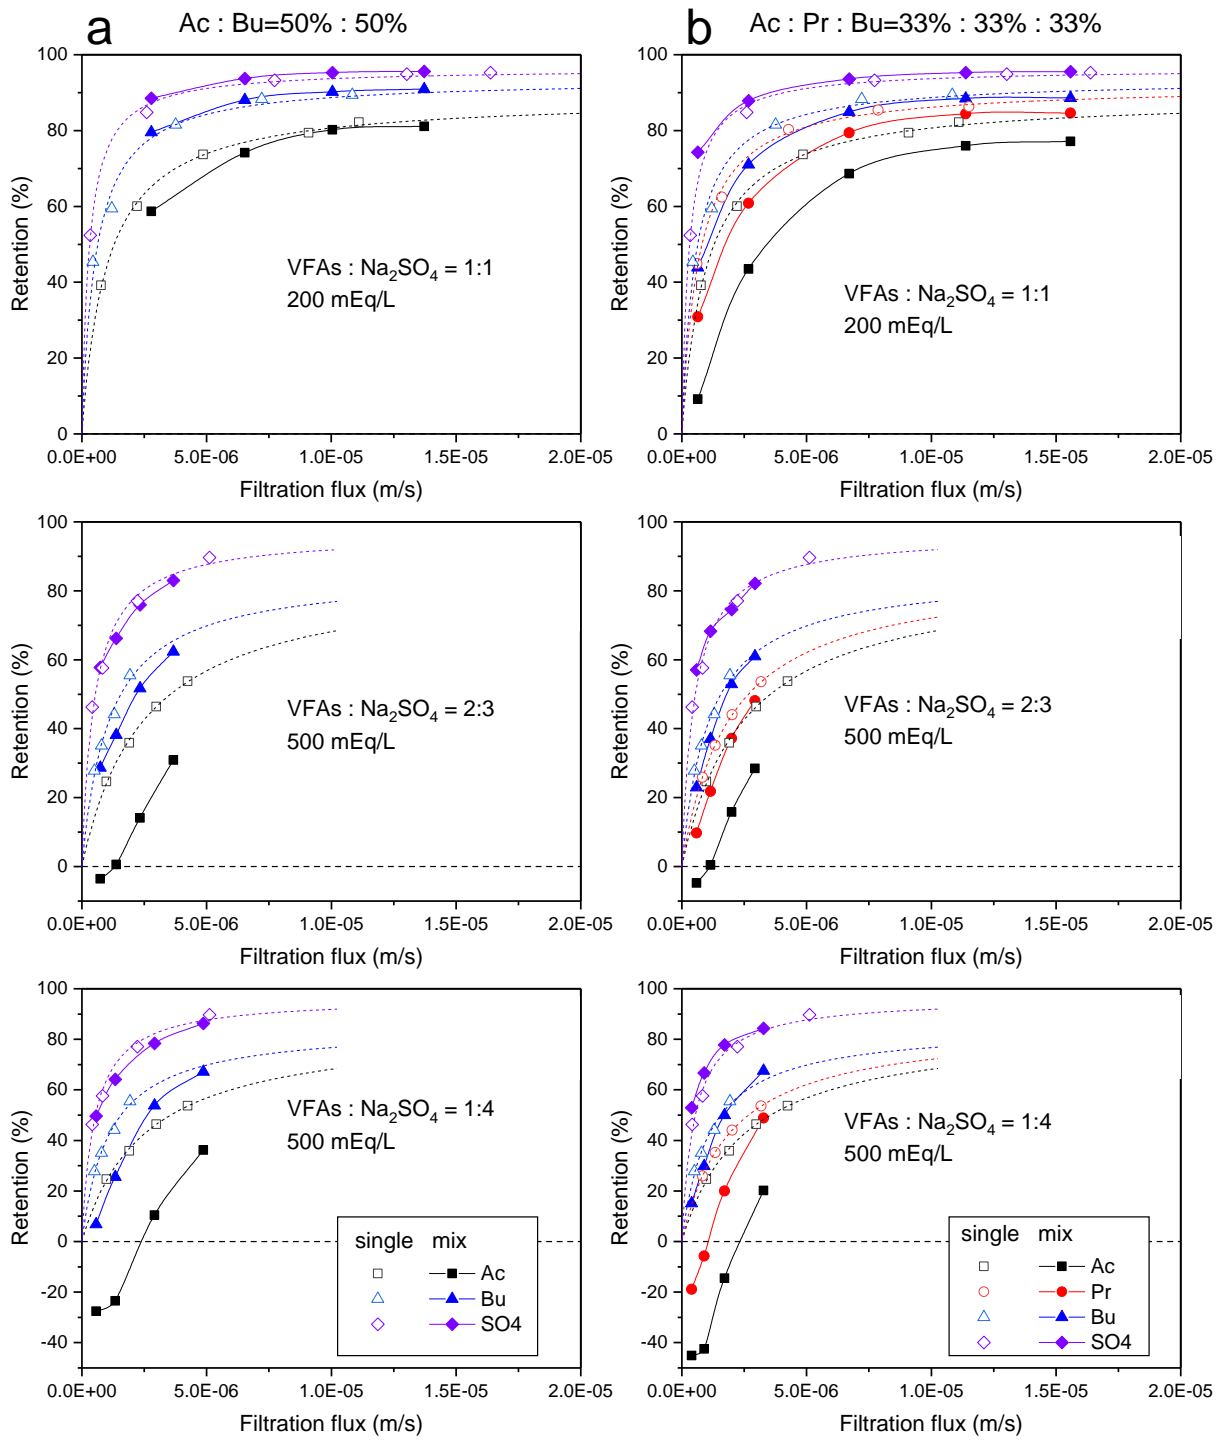 a
Ac : Bu=50% : 50%
100
80
60
40
20
0
Retention (%)
VFAs : Na₂SO₄ = 1:1
200 mEq/L
0.0E+00
5.0E-06
1.0E-05
1.5E-05
2.0E-05
Filtration flux (m/s)
b
Ac : Pr : Bu=33% : 33% : 33%
100
80
60
40
20
0
Retention (%)
VFAs : Na₂SO₄ = 1:1
200 mEq/L
0.0E+00
5.0E-06
1.0E-05
1.5E-05
2.0E-05
Filtration flux (m/s)
100
80
60
40
20
0
Retention (%)
VFAs : Na₂SO₄ = 2:3
500 mEq/L
0.0E+00
5.0E-06
1.0E-05
1.5E-05
2.0E-05
Filtration flux (m/s)
100
80
60
40
20
0
Retention (%)
VFAs : Na₂SO₄ = 2:3
500 mEq/L
0.0E+00
5.0E-06
1.0E-05
1.5E-05
2.0E-05
Filtration flux (m/s)
100
80
60
40
20
0
-20
-40
Retention (%)
VFAs : Na₂SO₄ = 1:4
500 mEq/L
single mix
Ac
Bu
SO4
0.0E+00
5.0E-06
1.0E-05
1.5E-05
2.0E-05
Filtration flux (m/s)
100
80
60
40
20
0
-20
-40
Retention (%)
VFAs : Na₂SO₄ = 1:4
500 mEq/L
single mix
Ac
Pr
Bu
SO4
0.0E+00
5.0E-06
1.0E-05
1.5E-05
2.0E-05
Filtration flux (m/s)